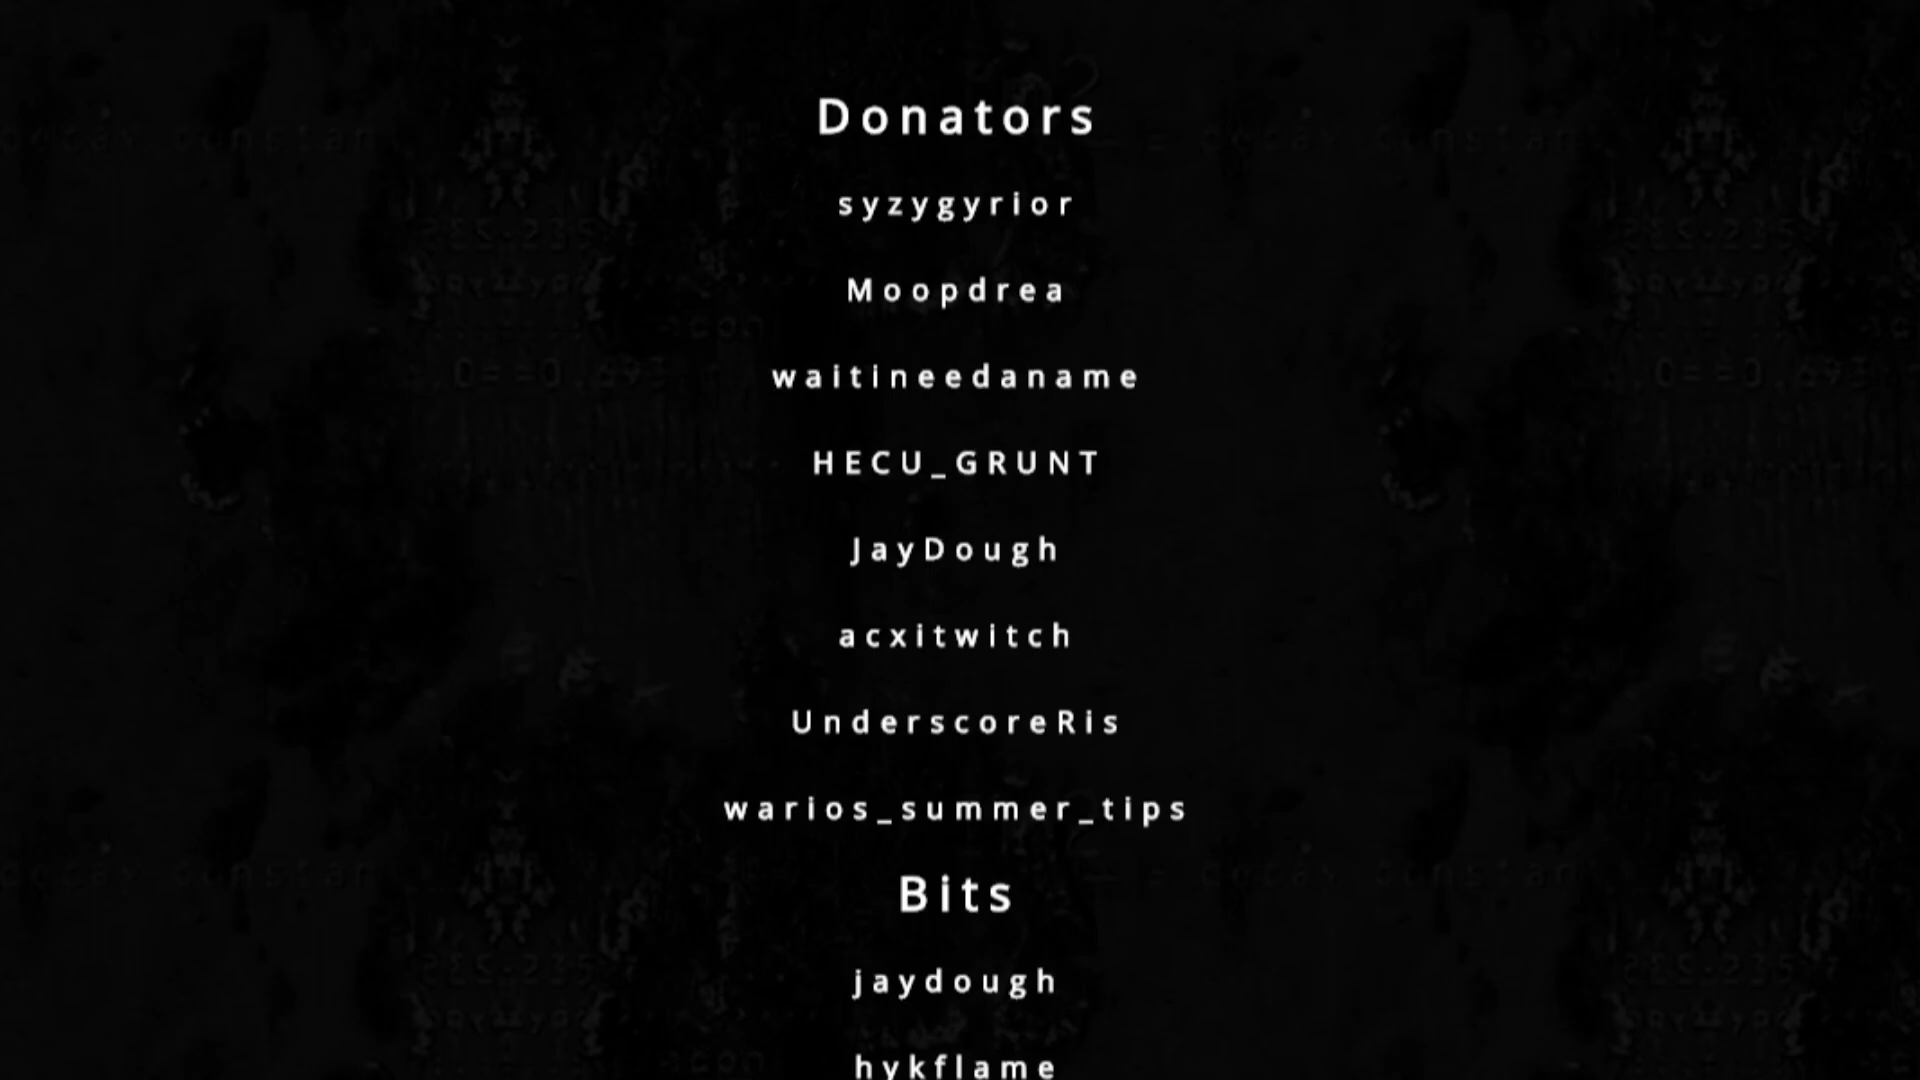 Donators
syzygyrior
Moopdrea
waitineedaname
HECU_GRUNT
JayDough
acxitwitch
UnderscoreRis
warios_summer_tips
Bits
jaydough
hykflame